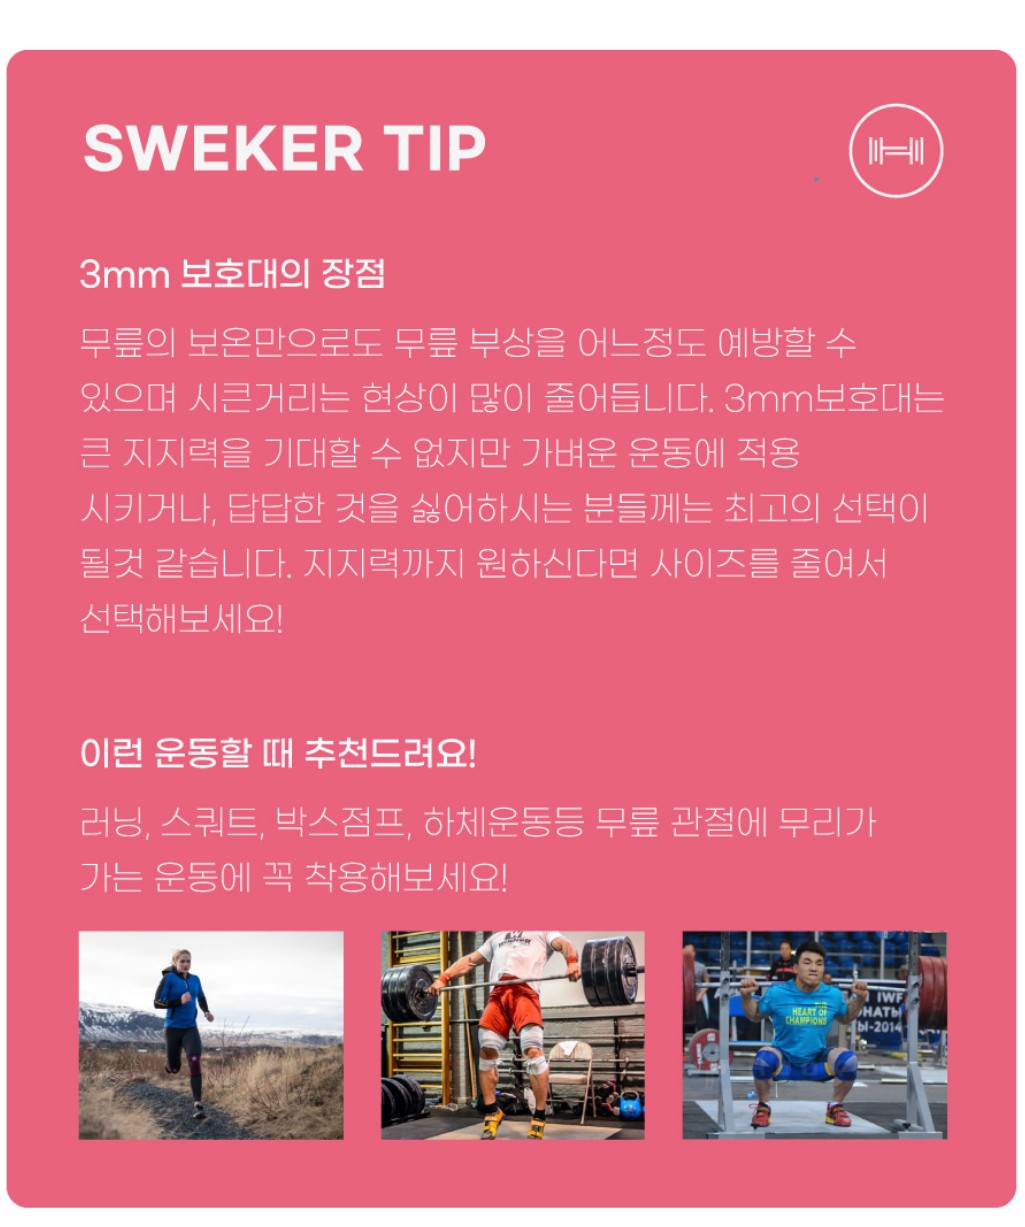 SWEKER TIP
3mm 보호대의 장점
무릎의 보온만으로도 무릎 부상을 어느정도 예방할 수
있으며 시큰거리는 현상이 많이 줄어듭니다. 3mm보호대는
큰 지지력을 기대할 수 없지만 가벼운 운동에 적용
시키거나, 답답한 것을 싫어하시는 분들께는 최고의 선택이
될것 같습니다. 지지력까지 원하신다면 사이즈를 줄여서
선택해보세요!
이런 운동할 때 추천드려요!
러닝, 스쿼트, 박스점프, 하체운동등 무릎 관절에 무리가
가는 운동에 꼭 착용해보세요!
HEART OF
CHAMPIONS
IWF
Ы-2014